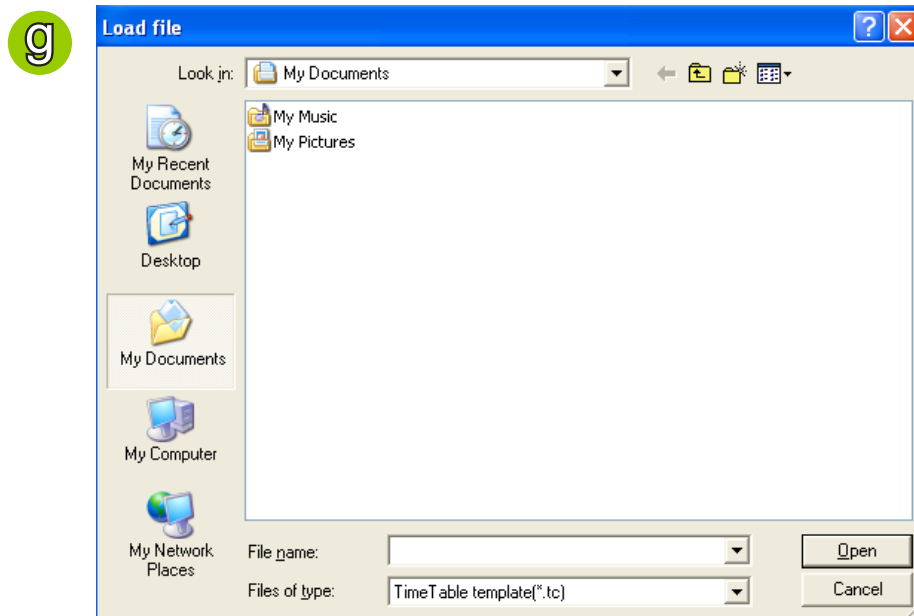 g
Load file
Look in:
My Documents
My Music
My Pictures
My Recent
Documents
Desktop
My Documents
My Computer
My Network
Places
File name:
Open
Files of type:
TimeTable template(*.tc)
Cancel